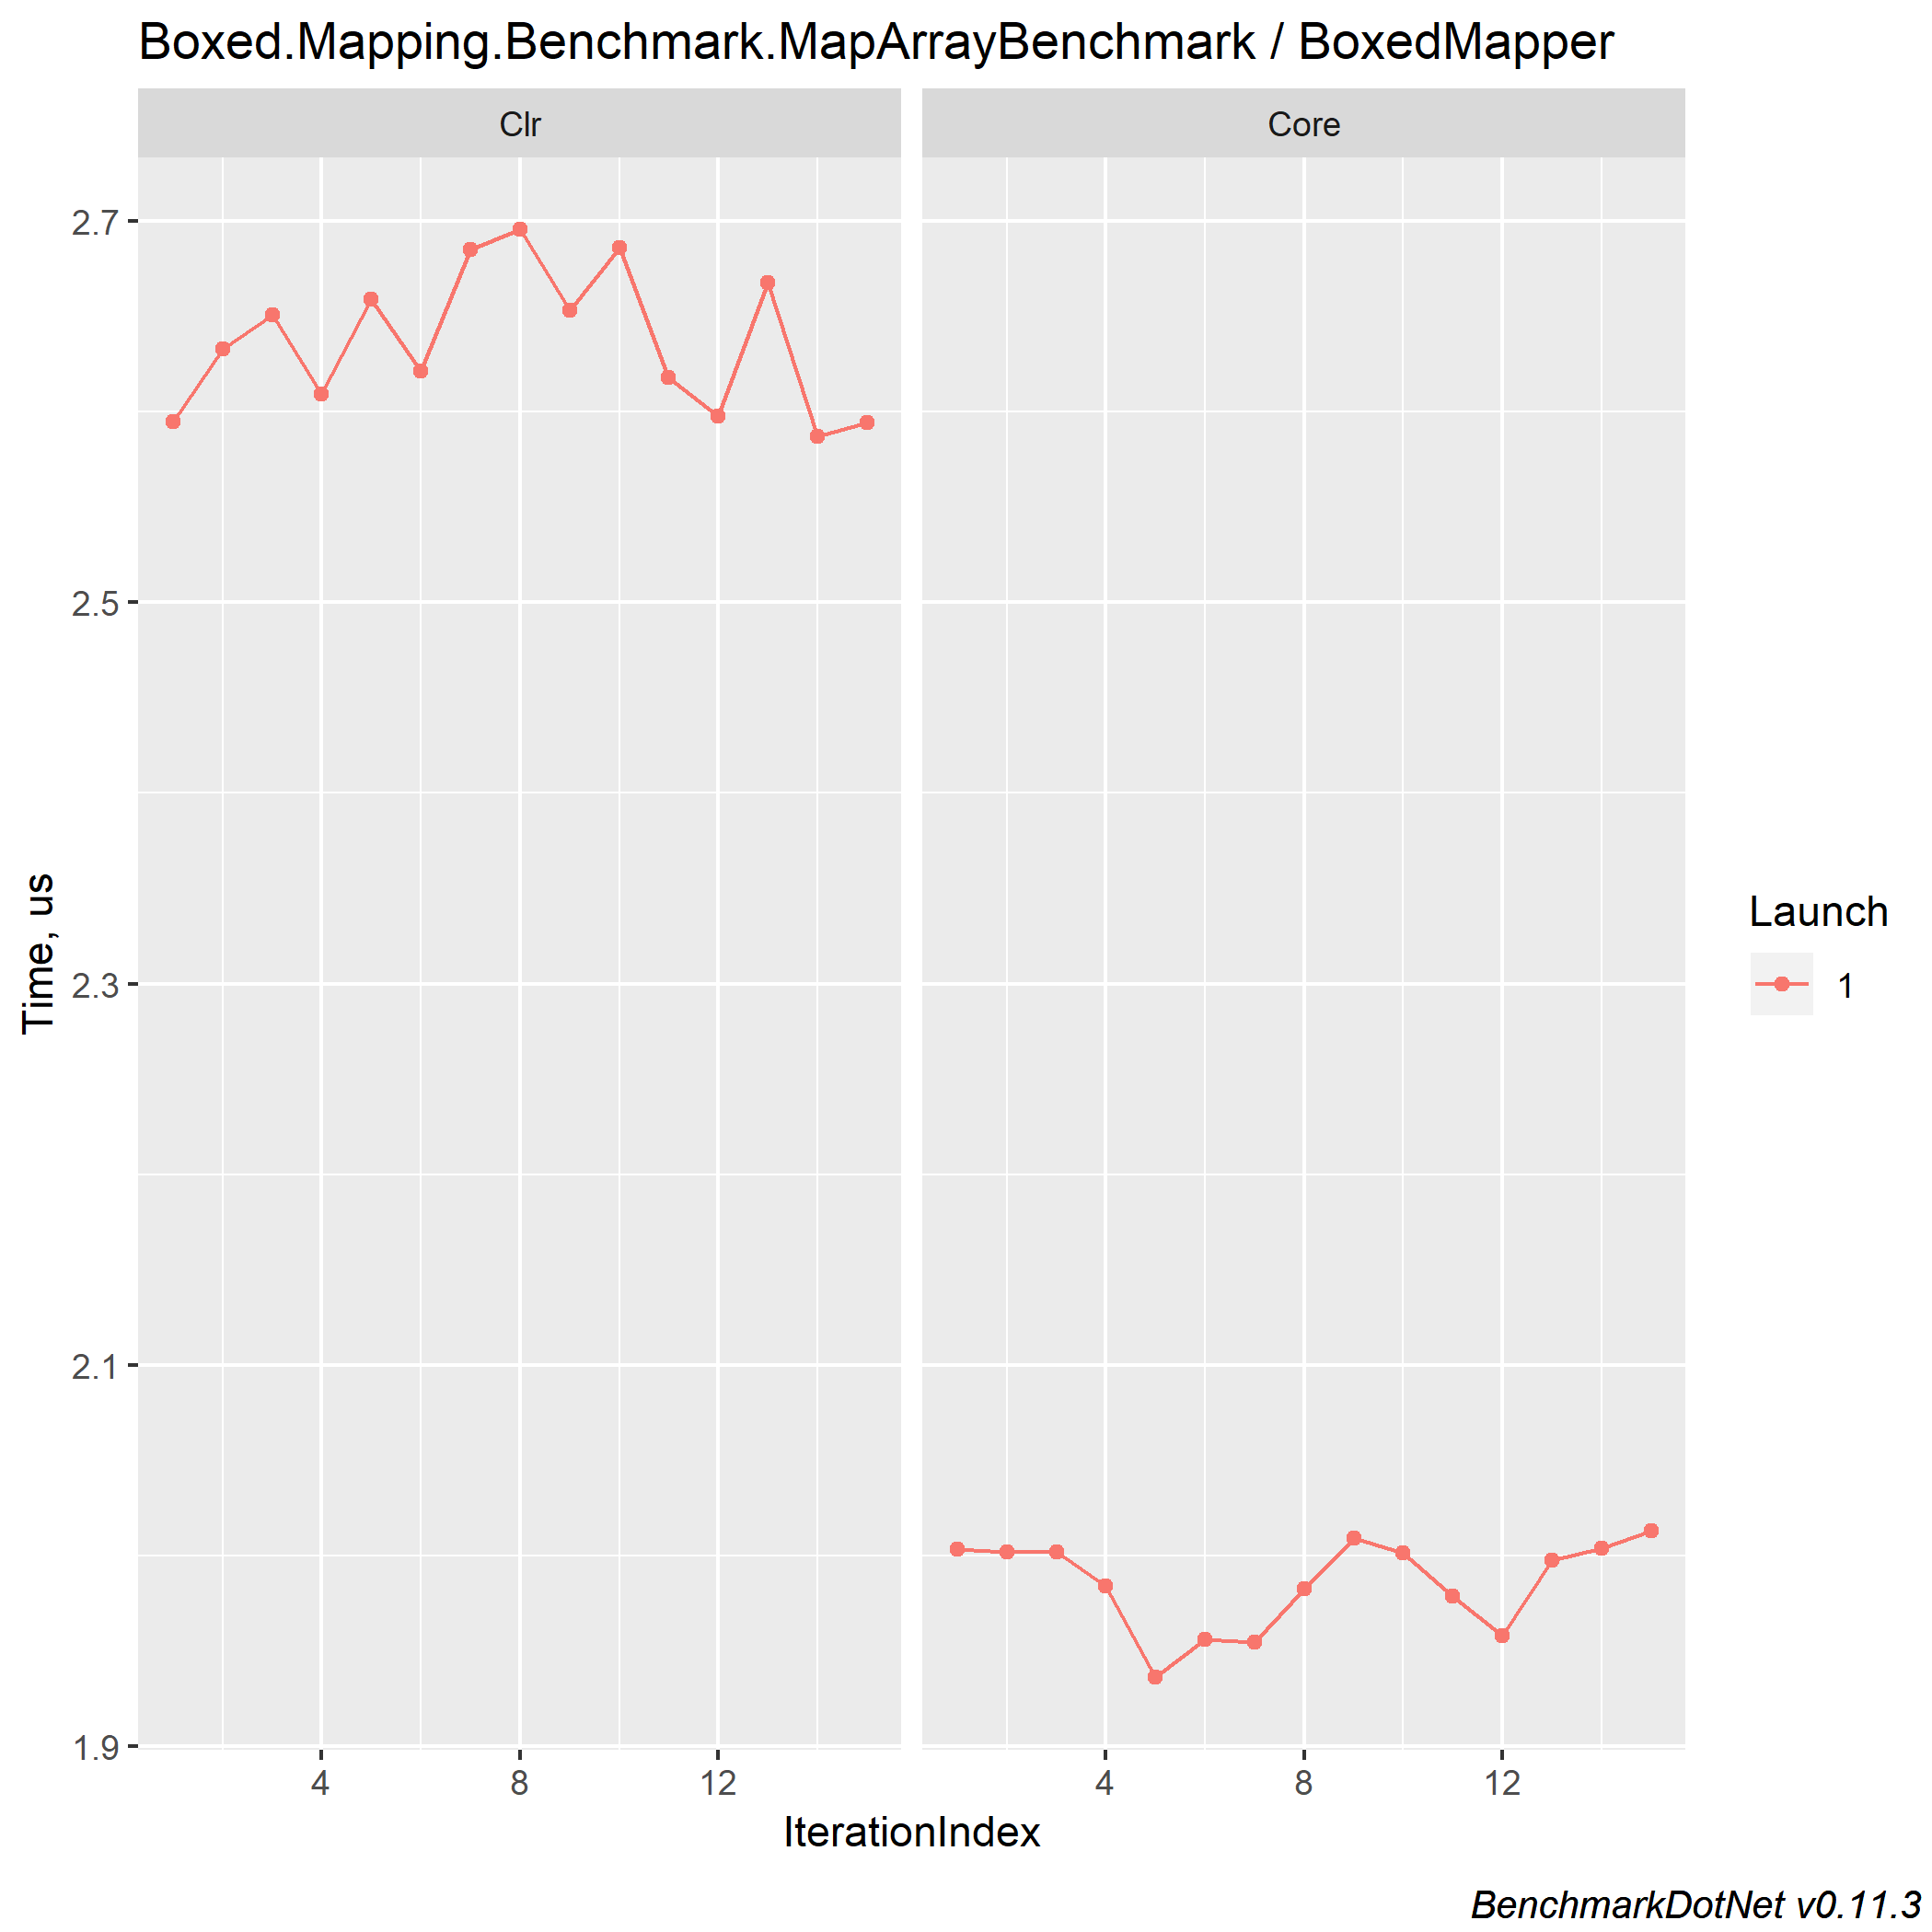 Boxed.Mapping.Benchmark.MapArrayBenchmark / BoxedMapper
Clr
Core
2.7
2.5
2.3
2.1
1.9
Time, us
4
8
12
4
8
12
IterationIndex
Launch
1
BenchmarkDotNet v0.11.3